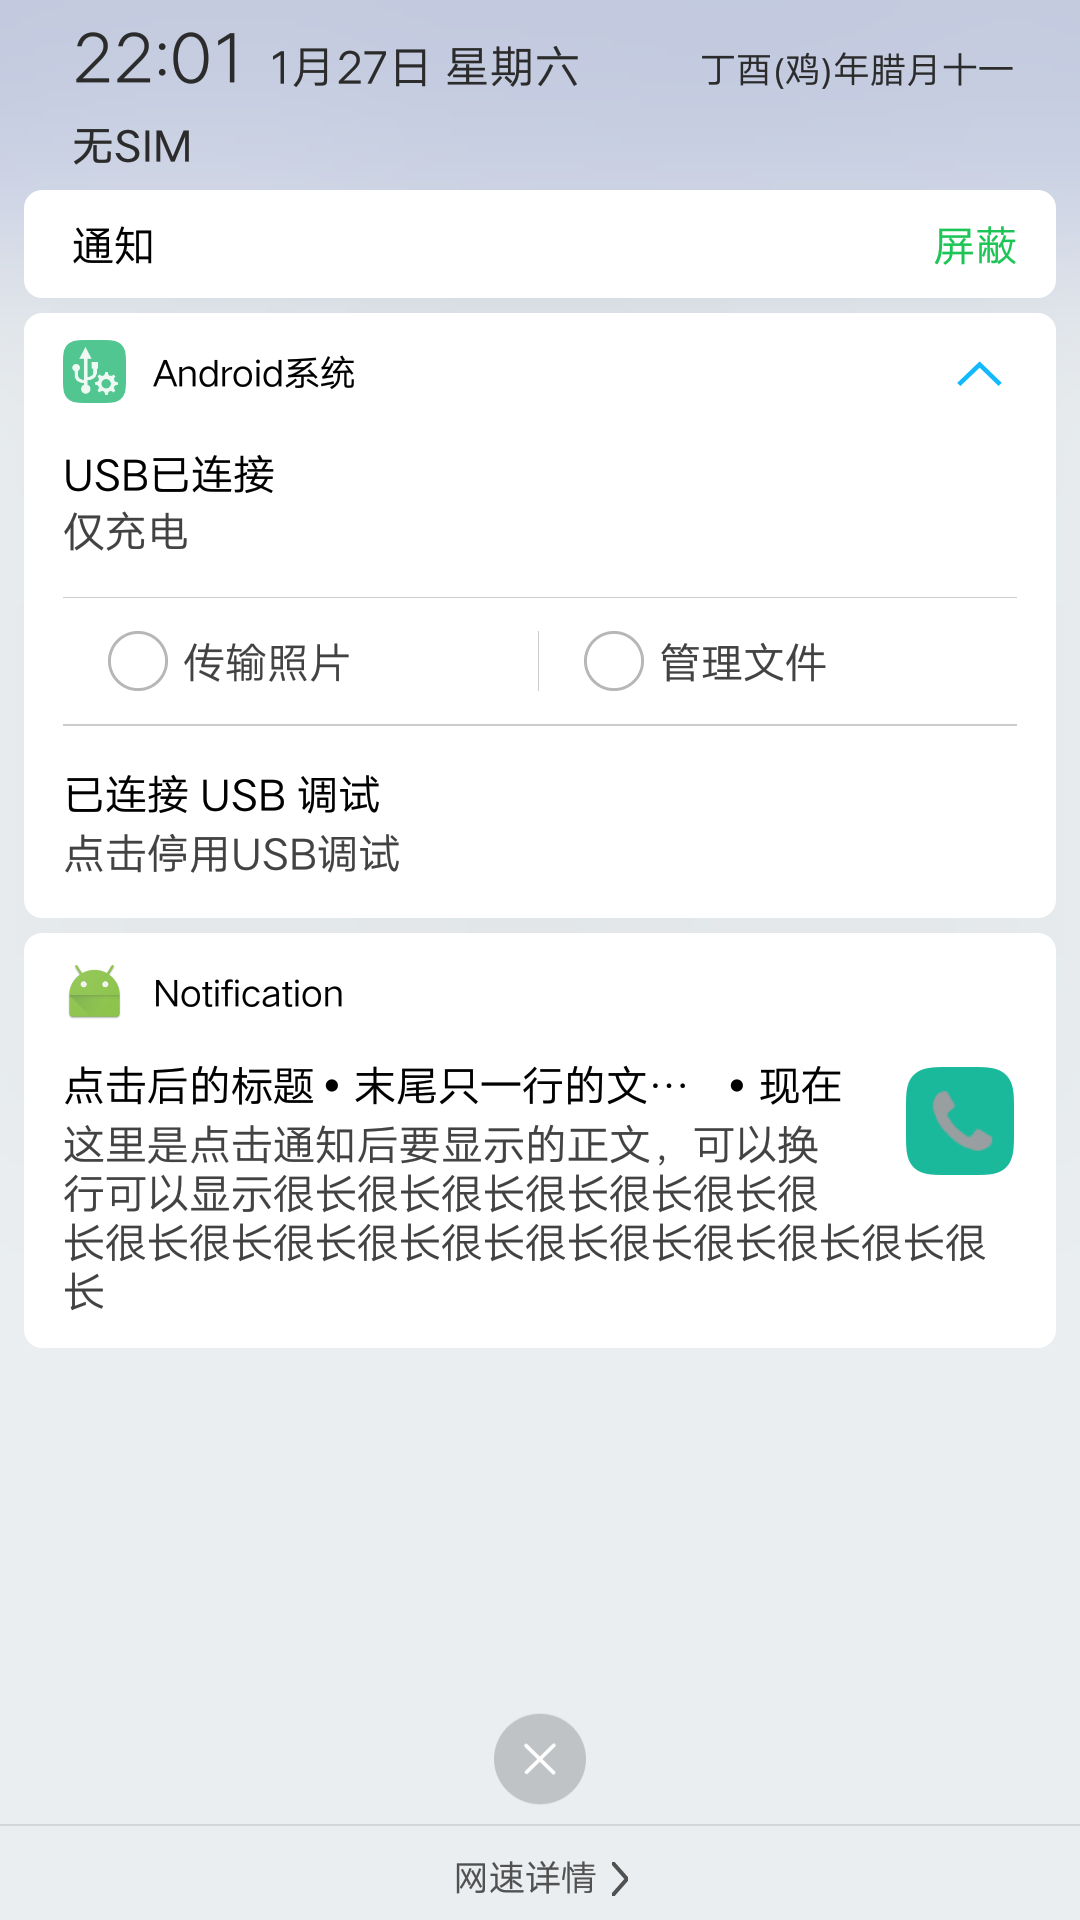 22:01 1月27日 星期六 丁酉(鸡)年腊月十一
无SIM
通知 屏蔽
Android系统
USB已连接
仅充电
传输照片 管理文件
已连接 USB 调试
点击停用USB调试
Notification
点击后的标题 • 末尾只一行的文… • 现在
这里是点击通知后要显示的正文，可以换
行可以显示很长很长很长很长很长很长很
长很长很长很长很长很长很长很长很长很长很长很
长
网速详情